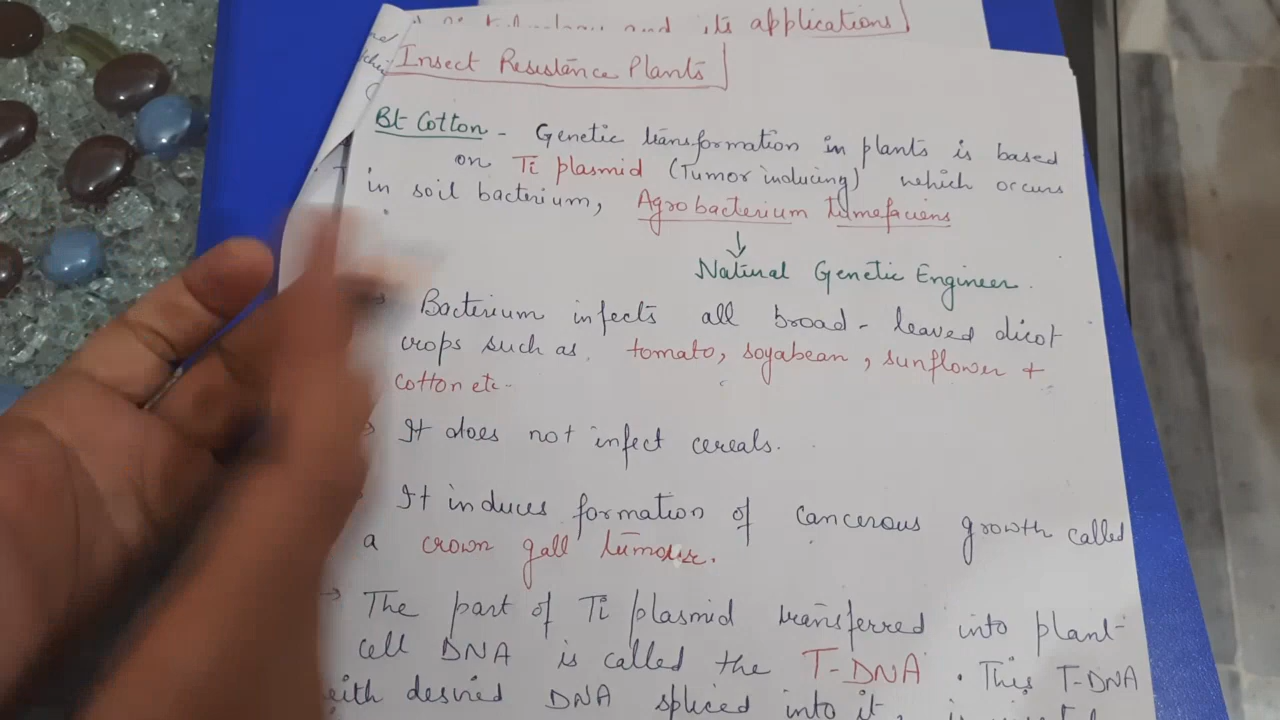 its applications
Insect Resistance Plants
Bt Cotton - Genetic transformation in plants is based
on Ti plasmid (Tumor inducing) which occurs
in soil bacterium, Agrobacterium tumefaciens
↓
Natural Genetic Engineer.
Bacterium infects all broad-leaved dicot
crops such as tomato, soyabean, sunflower +
cotton etc..
It does not infect cereals.
It induces formation of cancerous growth called
a crown gall tumour.
→ The part of Ti plasmid transferred into plant-
cell DNA is called the T-DNA. This T-DNA
desired DNA spliced into it,